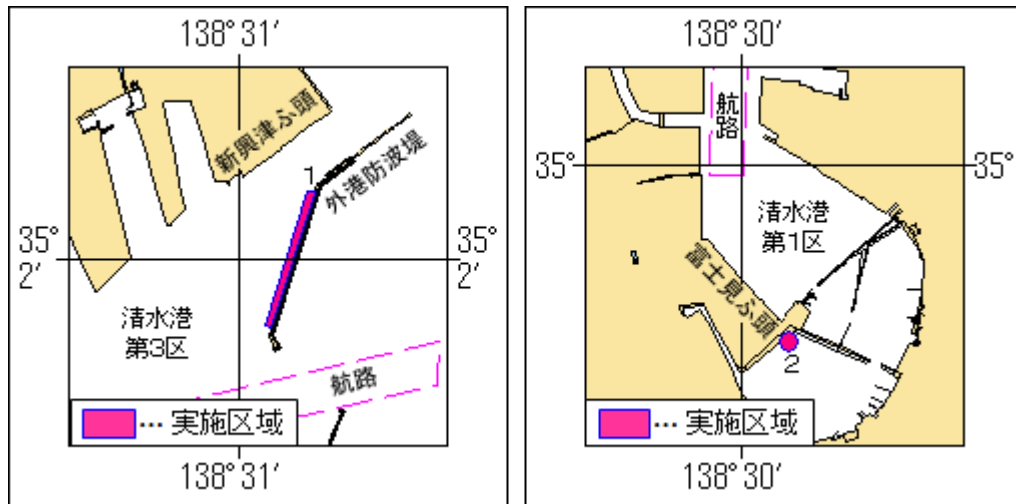 138°31′
新興津ふ頭
1
外港防波堤
35°
2′
35°
2′
清水港
第3区
航路
… 実施区域
138°31′
138°30′
航路
35°
35°
清水港
第1区
富士見ふ頭
2
… 実施区域
138°30′